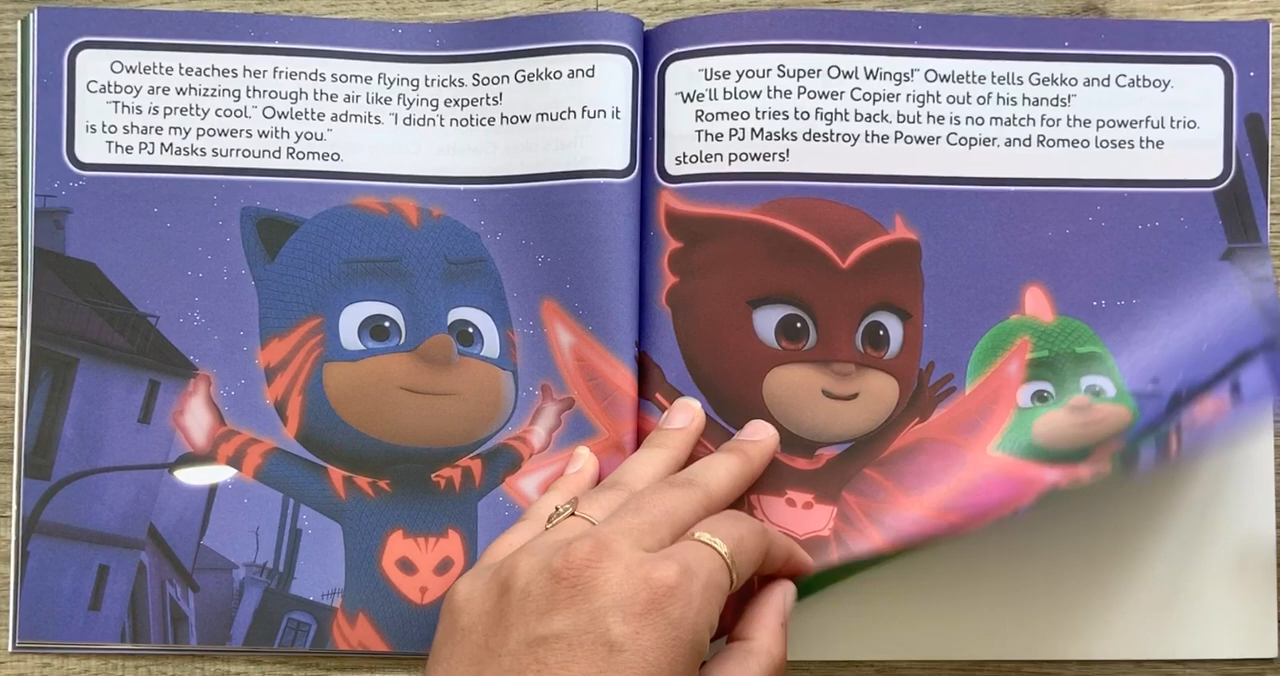 Owlette teaches her friends some flying tricks. Soon Gekko and
Catboy are whizzing through the air like flying experts!
"This is pretty cool," Owlette admits. "I didn't notice how much fun it
is to share my powers with you."
The PJ Masks surround Romeo.
"Use your Super Owl Wings!" Owlette tells Gekko and Catboy.
"We'll blow the Power Copier right out of his hands!"
Romeo tries to fight back, but he is no match for the powerful trio.
The PJ Masks destroy the Power Copier, and Romeo loses the
stolen powers!